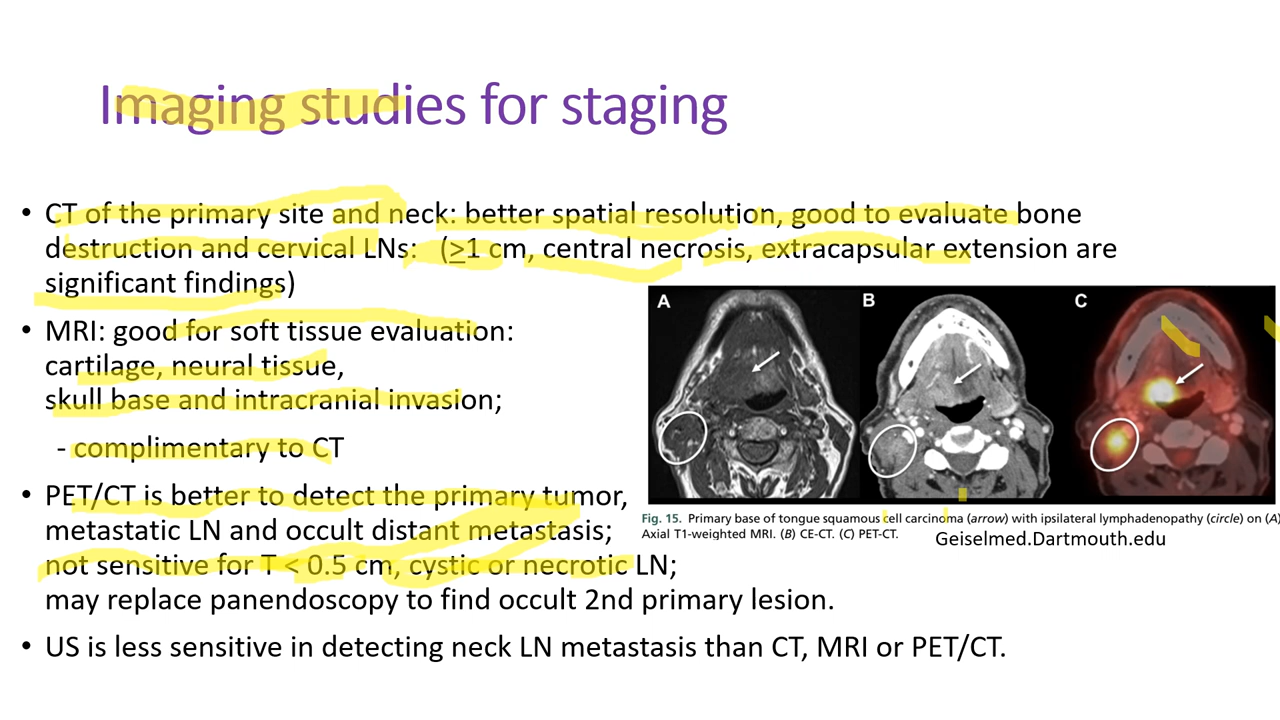 Imaging studies for staging
• CT of the primary site and neck: better spatial resolution, good to evaluate bone
destruction and cervical LNs: (≥1 cm, central necrosis, extracapsular extension are
significant findings)
• MRI: good for soft tissue evaluation:
cartilage, neural tissue,
skull base and intracranial invasion;
- complimentary to CT
• PET/CT is better to detect the primary tumor,
metastatic LN and occult distant metastasis;
not sensitive for T < 0.5 cm, cystic or necrotic LN;
may replace panendoscopy to find occult 2nd primary lesion.
• US is less sensitive in detecting neck LN metastasis than CT, MRI or PET/CT.
A B C
Fig. 15. Primary base of tongue squamous cell carcinoma (arrow) with ipsilateral lymphadenopathy (circle) on (A)
Axial T1-weighted MRI. (B) CE-CT. (C) PET-CT.
Geiselmed.Dartmouth.edu